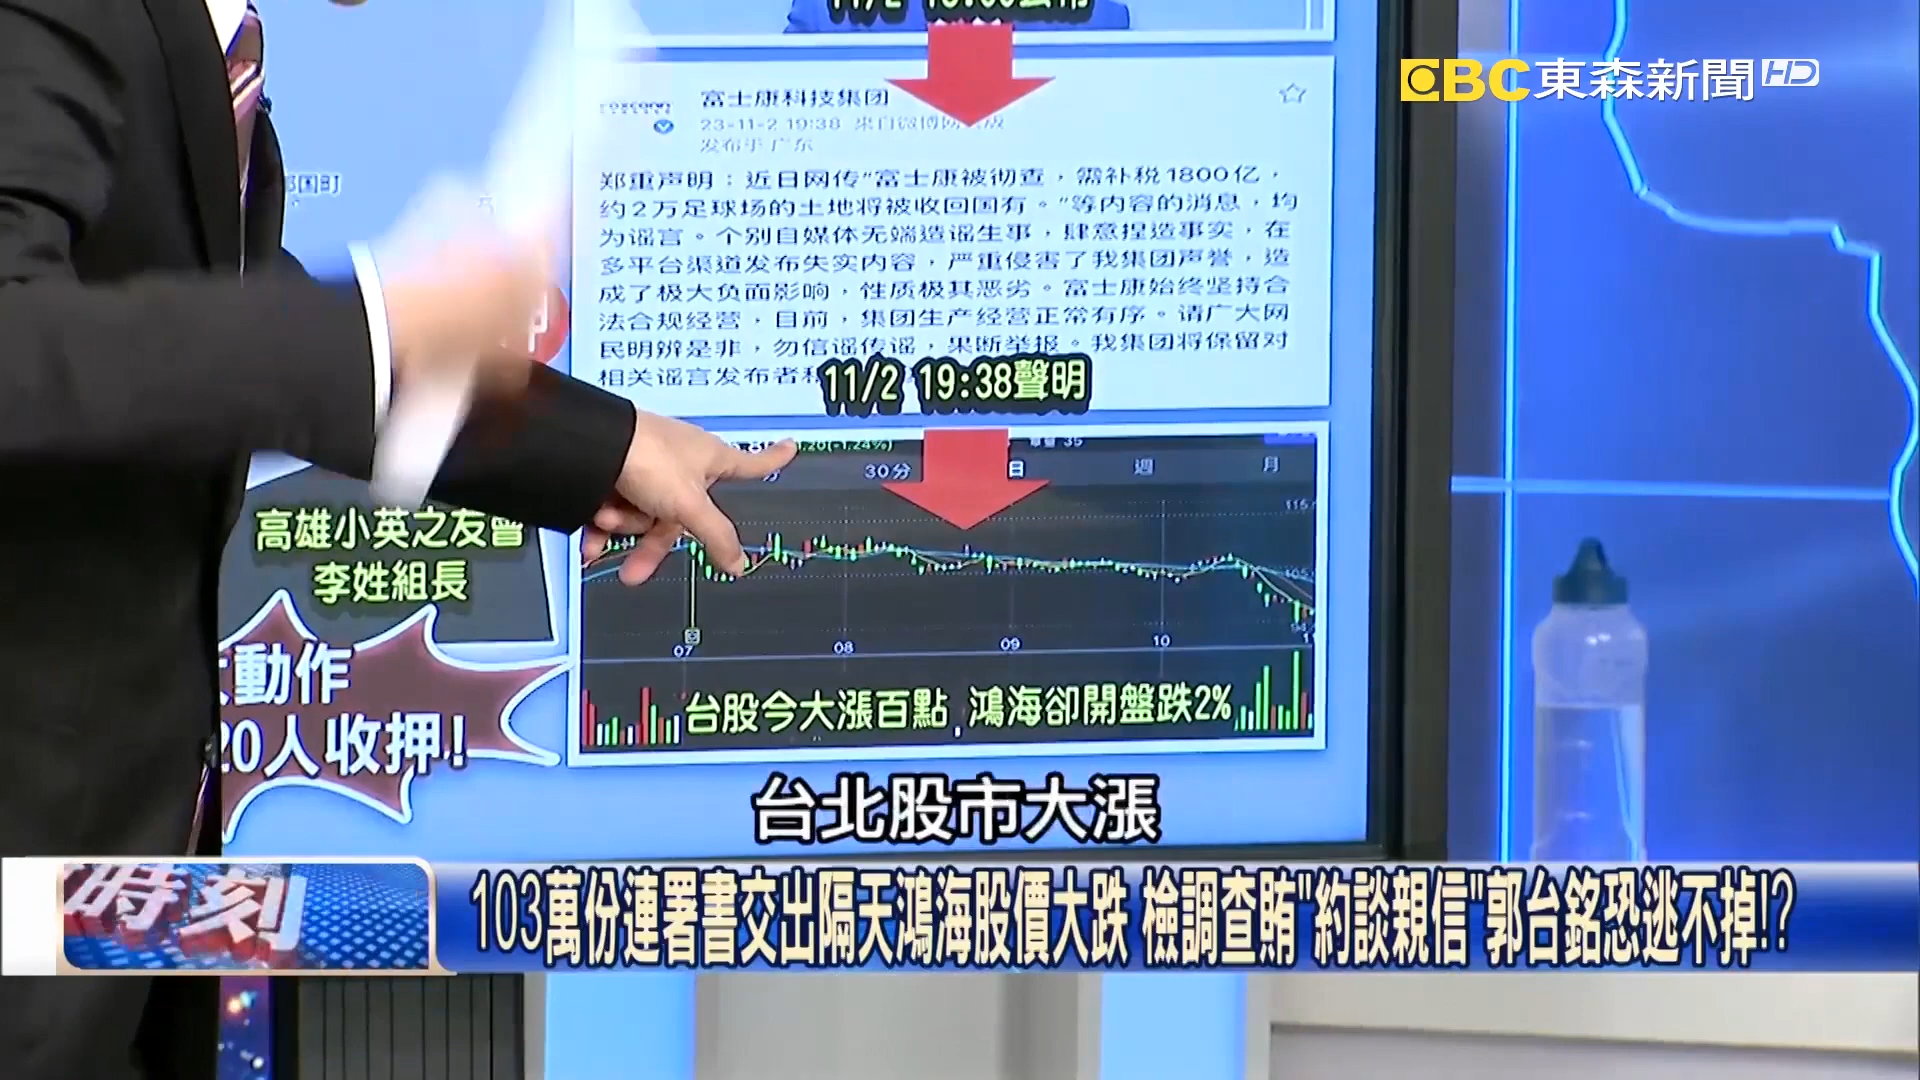 EBC東森新聞HD
富士康科技集团
23-11-2 19:38 来自微博网页版
发布于 广东
郑重声明：近日网传"富士康被彻查，需补税1800亿，
约2万足球场的土地将被收回国有。"等内容的消息，均
为谣言。个别自媒体无端造谣生事，肆意捏造事实，在
多平台渠道发布失实内容，严重侵害了我集团声誉，造
成了极大负面影响，性质极其恶劣。富士康始终坚持合
法合规经营，目前，集团生产经营正常有序。请广大网
民明辨是非，勿信谣传谣，果断举报。我集团将保留对
相关谣言发布者
11/2 19:38聲明
30分
日
週
月
115
105
07
08
09
10
台股今大漲百點，鴻海卻開盤跌2%
高雄小英之友會
李姓組長
動作
20人收押！
台北股市大漲
時刻
103萬份連署書交出隔天鴻海股價大跌 檢調查賄"約談親信"郭台銘恐逃不掉!?